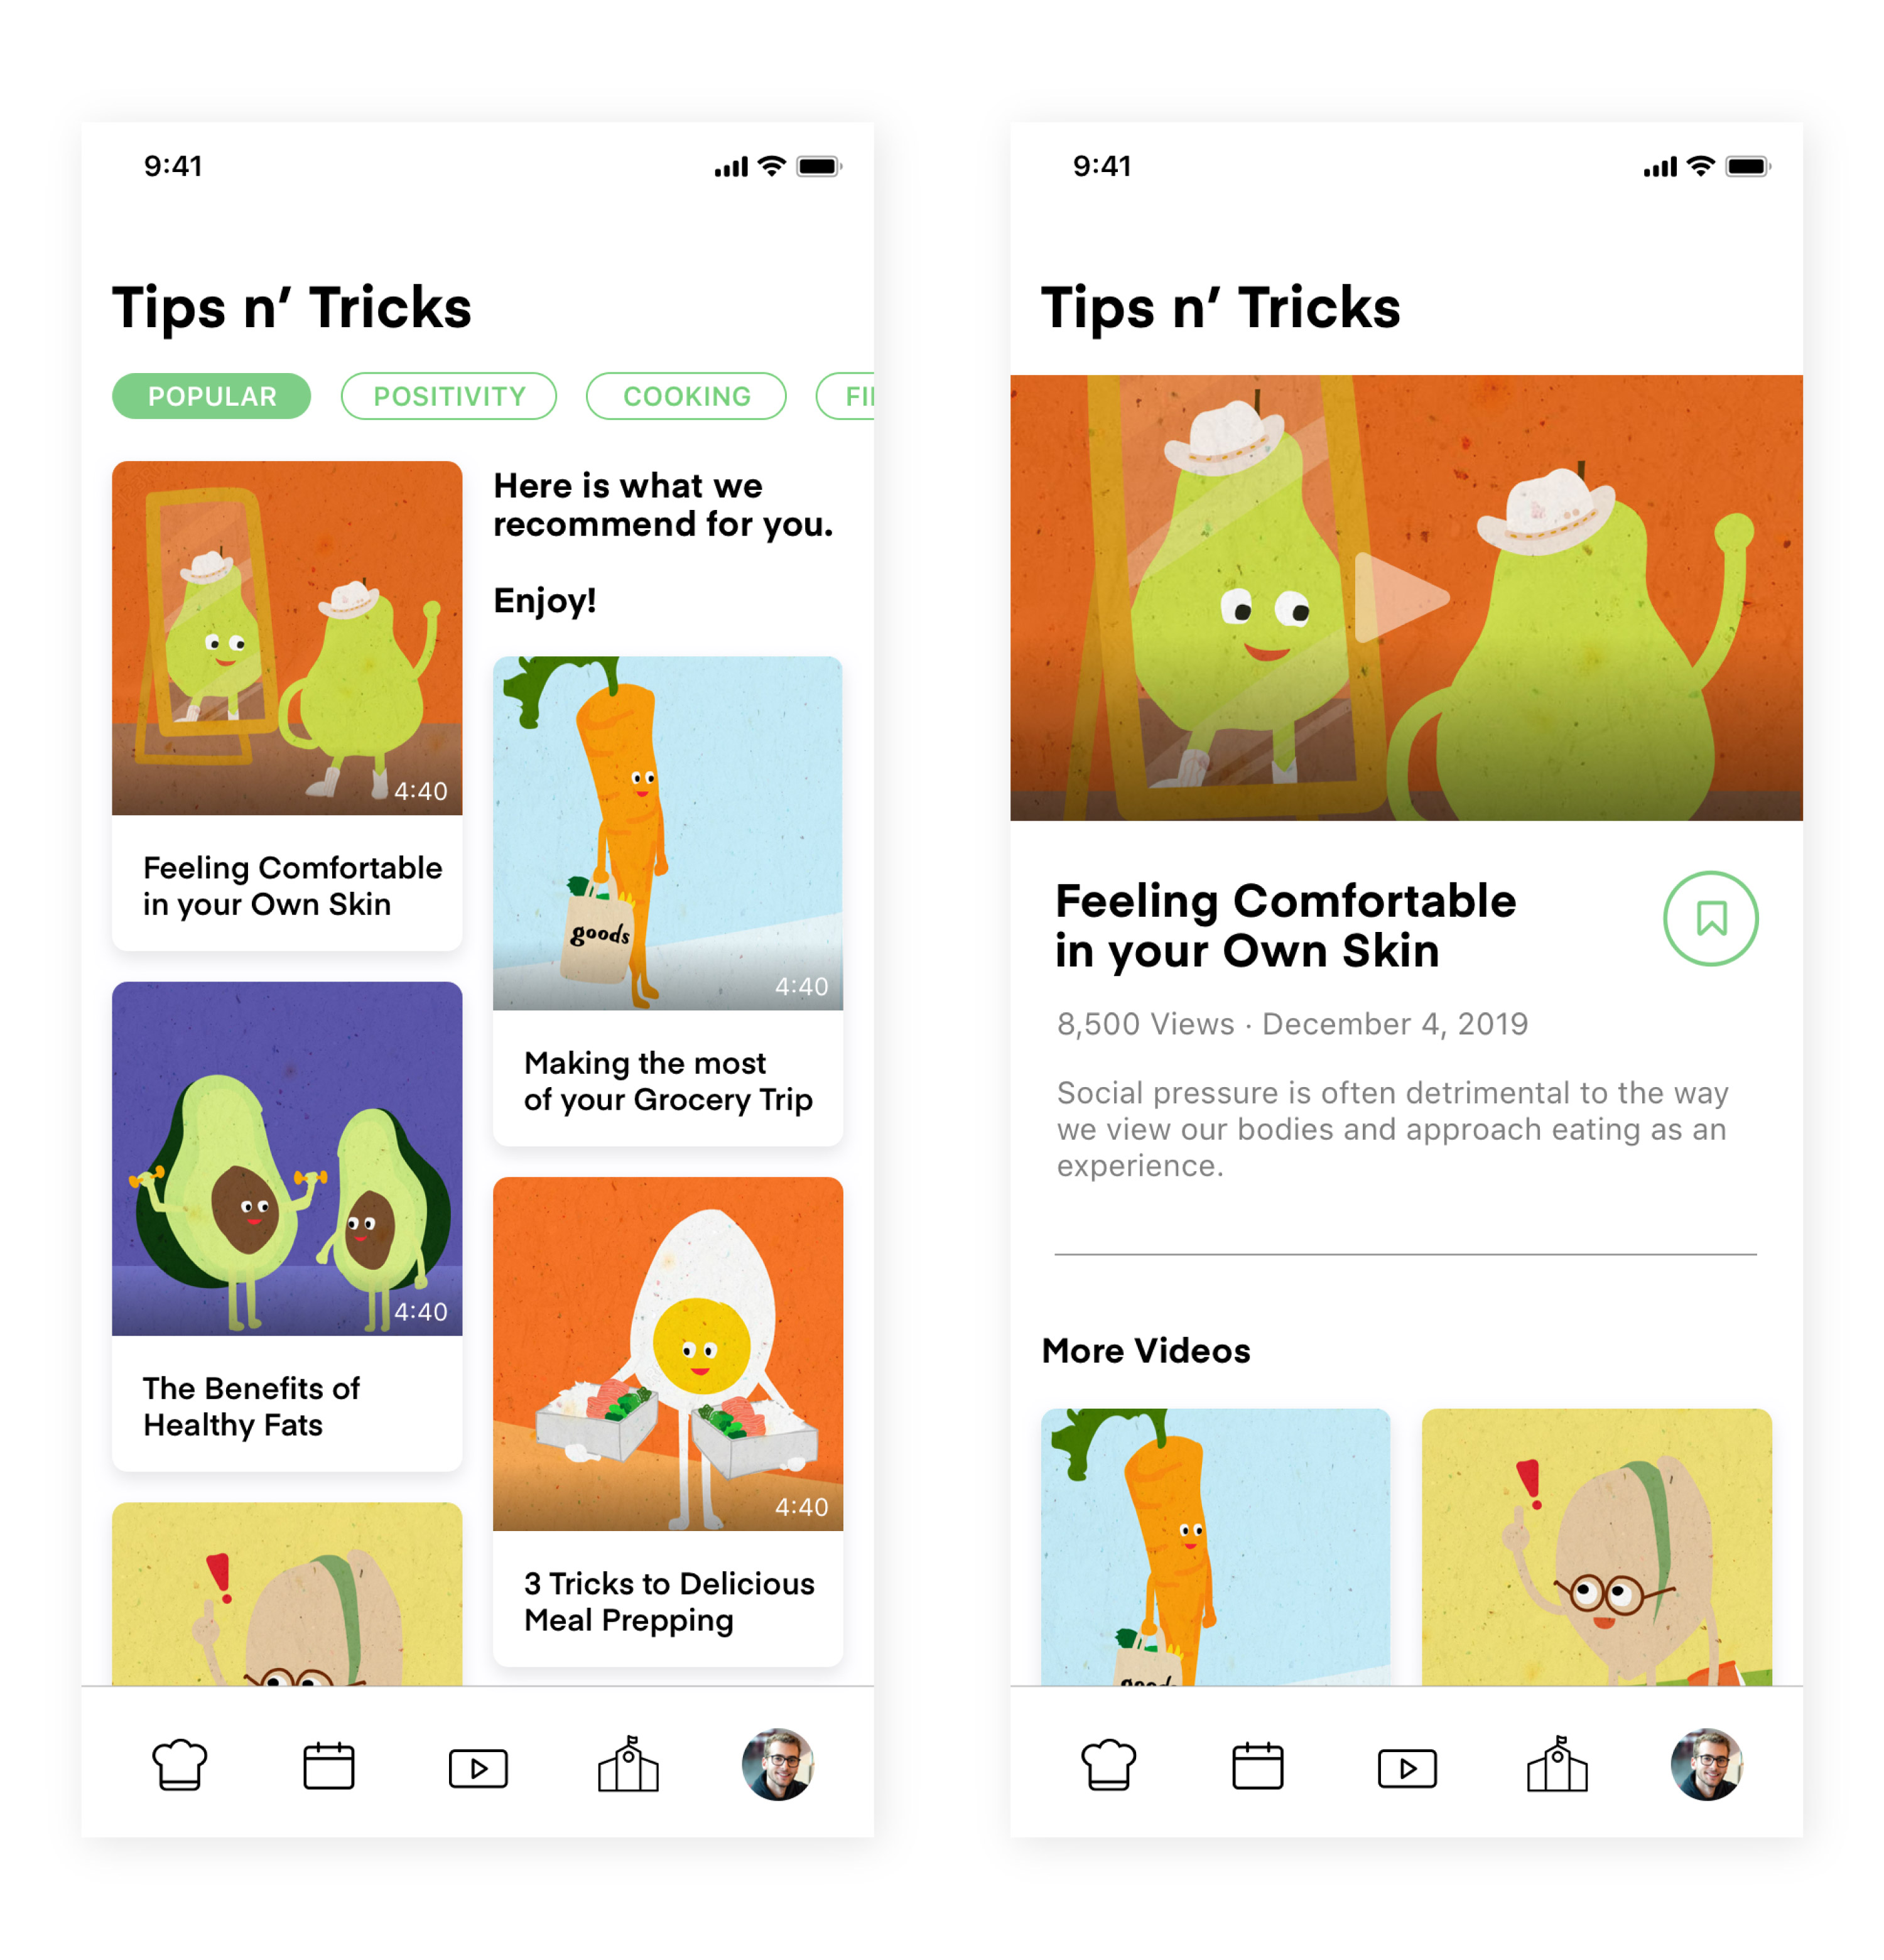 9:41
Tips n’ Tricks
POPULAR
POSITIVITY
COOKING
Here is what we
recommend for you.
Enjoy!
4:40
Feeling Comfortable
in your Own Skin
goods
4:40
Making the most
of your Grocery Trip
4:40
The Benefits of
Healthy Fats
4:40
3 Tricks to Delicious
Meal Prepping
9:41
Tips n’ Tricks
Feeling Comfortable
in your Own Skin
8,500 Views · December 4, 2019
Social pressure is often detrimental to the way
we view our bodies and approach eating as an
experience.
More Videos